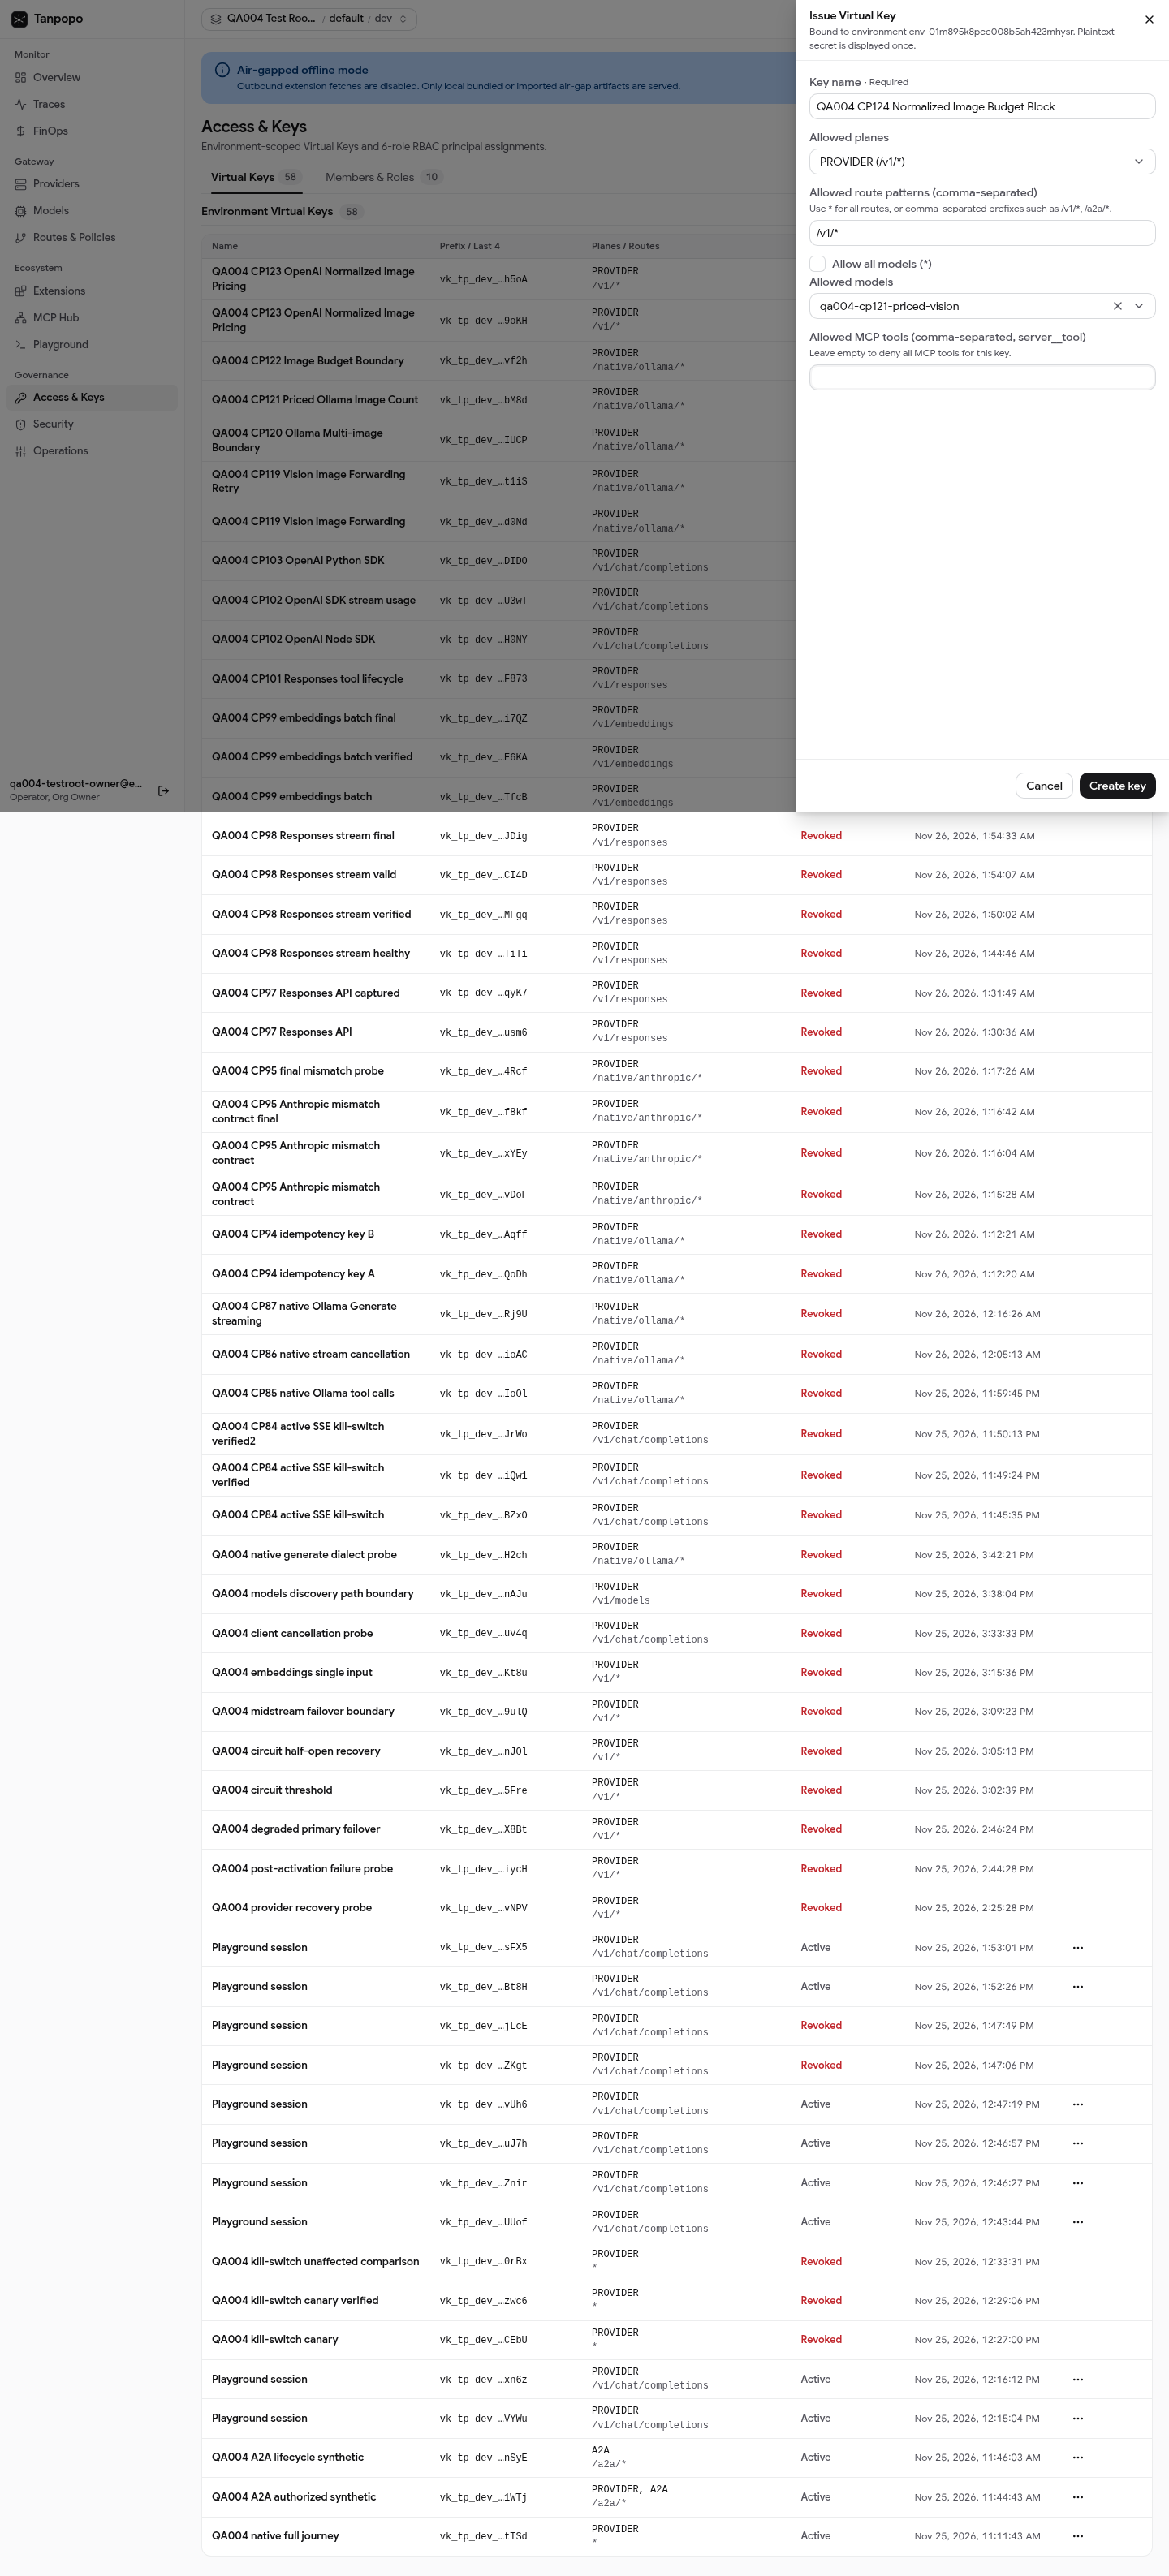 Tanpopo
Monitor
Overview
Traces
FinOps
Gateway
Providers
Models
Routes & Policies
Ecosystem
Extensions
MCP Hub
Playground
Governance
Access & Keys
Security
Operations
qa004-testroot-owner@e...
Operator, Org Owner
QA004 Test Roo... / default / dev
Air-gapped offline mode
Outbound extension fetches are disabled. Only local bundled or imported air-gap artifacts are served.
Access & Keys
Environment-scoped Virtual Keys and 6-role RBAC principal assignments.
Virtual Keys 58 Members & Roles 10
Environment Virtual Keys 58
Name Prefix / Last 4 Planes / Routes
QA004 CP123 OpenAI Normalized Image
Pricing
vk_tp_dev_…h5oA
PROVIDER
/v1/*
QA004 CP123 OpenAI Normalized Image
Pricing
vk_tp_dev_…9oKH
PROVIDER
/v1/*
QA004 CP122 Image Budget Boundary
vk_tp_dev_…vf2h
PROVIDER
/native/ollama/*
QA004 CP121 Priced Ollama Image Count
vk_tp_dev_…bM8d
PROVIDER
/native/ollama/*
QA004 CP120 Ollama Multi-image
Boundary
vk_tp_dev_…IUCP
PROVIDER
/native/ollama/*
QA004 CP119 Vision Image Forwarding
Retry
vk_tp_dev_…t1iS
PROVIDER
/native/ollama/*
QA004 CP119 Vision Image Forwarding
vk_tp_dev_…d0Nd
PROVIDER
/native/ollama/*
QA004 CP103 OpenAI Python SDK
vk_tp_dev_…DIDO
PROVIDER
/v1/chat/completions
QA004 CP102 OpenAI SDK stream usage
vk_tp_dev_…U3wT
PROVIDER
/v1/chat/completions
QA004 CP102 OpenAI Node SDK
vk_tp_dev_…H0NY
PROVIDER
/v1/chat/completions
QA004 CP101 Responses tool lifecycle
vk_tp_dev_…F873
PROVIDER
/v1/responses
QA004 CP99 embeddings batch final
vk_tp_dev_…i7QZ
PROVIDER
/v1/embeddings
QA004 CP99 embeddings batch verified
vk_tp_dev_…E6KA
PROVIDER
/v1/embeddings
QA004 CP99 embeddings batch
vk_tp_dev_…TfcB
PROVIDER
/v1/embeddings
QA004 CP98 Responses stream final
vk_tp_dev_…JDig
PROVIDER
/v1/responses
Revoked
Nov 26, 2026, 1:54:33 AM
QA004 CP98 Responses stream valid
vk_tp_dev_…CI4D
PROVIDER
/v1/responses
Revoked
Nov 26, 2026, 1:54:07 AM
QA004 CP98 Responses stream verified
vk_tp_dev_…MFgq
PROVIDER
/v1/responses
Revoked
Nov 26, 2026, 1:50:02 AM
QA004 CP98 Responses stream healthy
vk_tp_dev_…TiTi
PROVIDER
/v1/responses
Revoked
Nov 26, 2026, 1:44:46 AM
QA004 CP97 Responses API captured
vk_tp_dev_…qyK7
PROVIDER
/v1/responses
Revoked
Nov 26, 2026, 1:31:49 AM
QA004 CP97 Responses API
vk_tp_dev_…usm6
PROVIDER
/v1/responses
Revoked
Nov 26, 2026, 1:30:36 AM
QA004 CP95 final mismatch probe
vk_tp_dev_…4Rcf
PROVIDER
/native/anthropic/*
Revoked
Nov 26, 2026, 1:17:26 AM
QA004 CP95 Anthropic mismatch
contract final
vk_tp_dev_…f8kf
PROVIDER
/native/anthropic/*
Revoked
Nov 26, 2026, 1:16:42 AM
QA004 CP95 Anthropic mismatch
contract
vk_tp_dev_…xYEy
PROVIDER
/native/anthropic/*
Revoked
Nov 26, 2026, 1:16:04 AM
QA004 CP95 Anthropic mismatch
contract
vk_tp_dev_…vDoF
PROVIDER
/native/anthropic/*
Revoked
Nov 26, 2026, 1:15:28 AM
QA004 CP94 idempotency key B
vk_tp_dev_…Aqff
PROVIDER
/native/ollama/*
Revoked
Nov 26, 2026, 1:12:21 AM
QA004 CP94 idempotency key A
vk_tp_dev_…QoDh
PROVIDER
/native/ollama/*
Revoked
Nov 26, 2026, 1:12:20 AM
QA004 CP87 native Ollama Generate
streaming
vk_tp_dev_…Rj9U
PROVIDER
/native/ollama/*
Revoked
Nov 26, 2026, 12:16:26 AM
QA004 CP86 native stream cancellation
vk_tp_dev_…ioAC
PROVIDER
/native/ollama/*
Revoked
Nov 26, 2026, 12:05:13 AM
QA004 CP85 native Ollama tool calls
vk_tp_dev_…IoOl
PROVIDER
/native/ollama/*
Revoked
Nov 25, 2026, 11:59:45 PM
QA004 CP84 active SSE kill-switch
verified2
vk_tp_dev_…JrWo
PROVIDER
/v1/chat/completions
Revoked
Nov 25, 2026, 11:50:13 PM
QA004 CP84 active SSE kill-switch
verified
vk_tp_dev_…iQw1
PROVIDER
/v1/chat/completions
Revoked
Nov 25, 2026, 11:49:24 PM
QA004 CP84 active SSE kill-switch
vk_tp_dev_…BZxO
PROVIDER
/v1/chat/completions
Revoked
Nov 25, 2026, 11:45:35 PM
QA004 native generate dialect probe
vk_tp_dev_…H2ch
PROVIDER
/native/ollama/*
Revoked
Nov 25, 2026, 3:42:21 PM
QA004 models discovery path boundary
vk_tp_dev_…nAJu
PROVIDER
/v1/models
Revoked
Nov 25, 2026, 3:38:04 PM
QA004 client cancellation probe
vk_tp_dev_…uv4q
PROVIDER
/v1/chat/completions
Revoked
Nov 25, 2026, 3:33:33 PM
QA004 embeddings single input
vk_tp_dev_…Kt8u
PROVIDER
/v1/*
Revoked
Nov 25, 2026, 3:15:36 PM
QA004 midstream failover boundary
vk_tp_dev_…9ulQ
PROVIDER
/v1/*
Revoked
Nov 25, 2026, 3:09:23 PM
QA004 circuit half-open recovery
vk_tp_dev_…nJOl
PROVIDER
/v1/*
Revoked
Nov 25, 2026, 3:05:13 PM
QA004 circuit threshold
vk_tp_dev_…5Fre
PROVIDER
/v1/*
Revoked
Nov 25, 2026, 3:02:39 PM
QA004 degraded primary failover
vk_tp_dev_…X8Bt
PROVIDER
/v1/*
Revoked
Nov 25, 2026, 2:46:24 PM
QA004 post-activation failure probe
vk_tp_dev_…iycH
PROVIDER
/v1/*
Revoked
Nov 25, 2026, 2:44:28 PM
QA004 provider recovery probe
vk_tp_dev_…vNPV
PROVIDER
/v1/*
Revoked
Nov 25, 2026, 2:25:28 PM
Playground session
vk_tp_dev_…sFX5
PROVIDER
/v1/chat/completions
Active
Nov 25, 2026, 1:53:01 PM
Playground session
vk_tp_dev_…Bt8H
PROVIDER
/v1/chat/completions
Active
Nov 25, 2026, 1:52:26 PM
Playground session
vk_tp_dev_…jLcE
PROVIDER
/v1/chat/completions
Revoked
Nov 25, 2026, 1:47:49 PM
Playground session
vk_tp_dev_…ZKgt
PROVIDER
/v1/chat/completions
Revoked
Nov 25, 2026, 1:47:06 PM
Playground session
vk_tp_dev_…vUh6
PROVIDER
/v1/chat/completions
Active
Nov 25, 2026, 12:47:19 PM
Playground session
vk_tp_dev_…uJ7h
PROVIDER
/v1/chat/completions
Active
Nov 25, 2026, 12:46:57 PM
Playground session
vk_tp_dev_…Znir
PROVIDER
/v1/chat/completions
Active
Nov 25, 2026, 12:46:27 PM
Playground session
vk_tp_dev_…UUof
PROVIDER
/v1/chat/completions
Active
Nov 25, 2026, 12:43:44 PM
QA004 kill-switch unaffected comparison
vk_tp_dev_…0rBx
PROVIDER
*
Revoked
Nov 25, 2026, 12:33:31 PM
QA004 kill-switch canary verified
vk_tp_dev_…zwc6
PROVIDER
*
Revoked
Nov 25, 2026, 12:29:06 PM
QA004 kill-switch canary
vk_tp_dev_…CEbU
PROVIDER
*
Revoked
Nov 25, 2026, 12:27:00 PM
Playground session
vk_tp_dev_…xn6z
PROVIDER
/v1/chat/completions
Active
Nov 25, 2026, 12:16:12 PM
Playground session
vk_tp_dev_…VYWu
PROVIDER
/v1/chat/completions
Active
Nov 25, 2026, 12:15:04 PM
QA004 A2A lifecycle synthetic
vk_tp_dev_…nSyE
A2A
/a2a/*
Active
Nov 25, 2026, 11:46:03 AM
QA004 A2A authorized synthetic
vk_tp_dev_…1WTj
PROVIDER, A2A
/a2a/*
Active
Nov 25, 2026, 11:44:43 AM
QA004 native full journey
vk_tp_dev_…tTSd
PROVIDER
*
Active
Nov 25, 2026, 11:11:43 AM
Issue Virtual Key
Bound to environment env_01m895k8pee008b5ah423mhysr. Plaintext
secret is displayed once.
Key name · Required
QA004 CP124 Normalized Image Budget Block
Allowed planes
PROVIDER (/v1/*)
Allowed route patterns (comma-separated)
Use * for all routes, or comma-separated prefixes such as /v1/*, /a2a/*.
/v1/*
Allow all models (*)
Allowed models
qa004-cp121-priced-vision
Allowed MCP tools (comma-separated, server__tool)
Leave empty to deny all MCP tools for this key.
Cancel
Create key